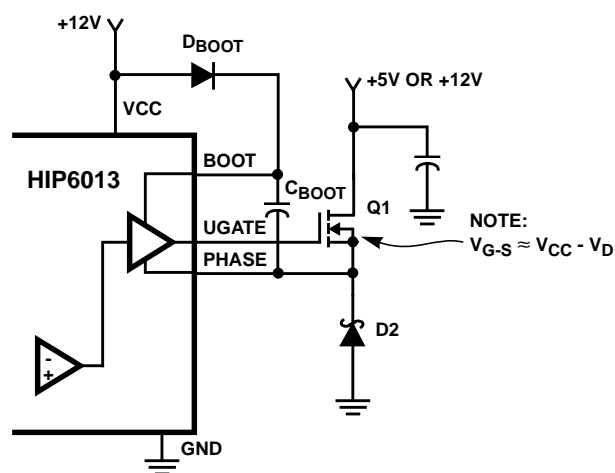 +12V
DBOOT
+5V OR +12V
VCC
HIP6013
BOOT
CBOOT
Q1
UGATE
NOTE:
VG-S ≈ VCC - VD
PHASE
D2
-
+
GND